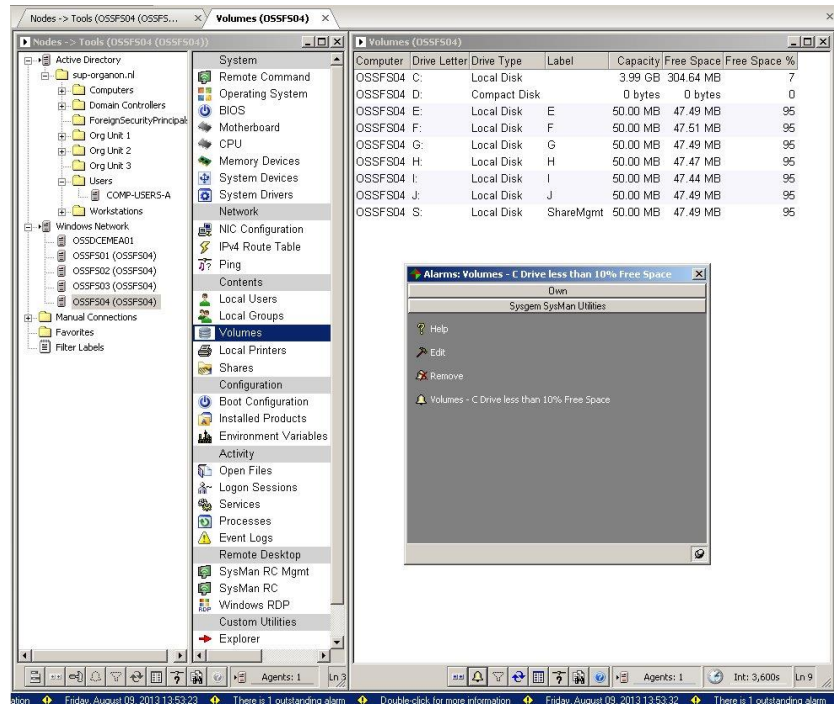 Nodes -> Tools (OSSFS04 (OSSFS...
Volumes (OSSFS04)
Nodes -> Tools (OSSFS04 (OSSFS04))
Active Directory
sup-organon.nl
Computers
Domain Controllers
ForeignSecurityPrincipals
Org Unit 1
Org Unit 2
Org Unit 3
Users
COMP-USERS-A
Workstations
Windows Network
OSSDCEMEA01
OSSFS01 (OSSFS04)
OSSFS02 (OSSFS04)
OSSFS03 (OSSFS04)
OSSFS04 (OSSFS04)
Manual Connections
Favorites
Filter Labels
System
Remote Command
Operating System
BIOS
Motherboard
CPU
Memory Devices
System Devices
System Drivers
Network
NIC Configuration
IPv4 Route Table
Ping
Contents
Local Users
Local Groups
Volumes
Local Printers
Shares
Configuration
Boot Configuration
Installed Products
Environment Variables
Activity
Open Files
Logon Sessions
Services
Processes
Event Logs
Remote Desktop
SysMan RC Mgmt
SysMan RC
RDP Windows RDP
Custom Utilities
Explorer
Agents: 1 Ln 3
Volumes (OSSFS04)
Computer Drive Letter Drive Type Label Capacity Free Space Free Space %
OSSFS04 C: Local Disk 3.99 GB 304.64 MB 7
OSSFS04 D: Compact Disk 0 bytes 0 bytes 0
OSSFS04 E: Local Disk E 50.00 MB 47.49 MB 95
OSSFS04 F: Local Disk F 50.00 MB 47.51 MB 95
OSSFS04 G: Local Disk G 50.00 MB 47.49 MB 95
OSSFS04 H: Local Disk H 50.00 MB 47.47 MB 95
OSSFS04 I: Local Disk I 50.00 MB 47.44 MB 95
OSSFS04 J: Local Disk J 50.00 MB 47.49 MB 95
OSSFS04 S: Local Disk ShareMgmt 50.00 MB 47.49 MB 95
Alarms: Volumes - C Drive less than 10% Free Space
Own
Sysgem SysMan Utilities
Help
Edit
Remove
Volumes - C Drive less than 10% Free Space
Agents: 1 Int: 3,600s Ln 9
ation Friday, August 09, 2013 13:53:23 There is 1 outstanding alarm Double-click for more information Friday, August 09, 2013 13:53:32 There is 1 outstanding alarm